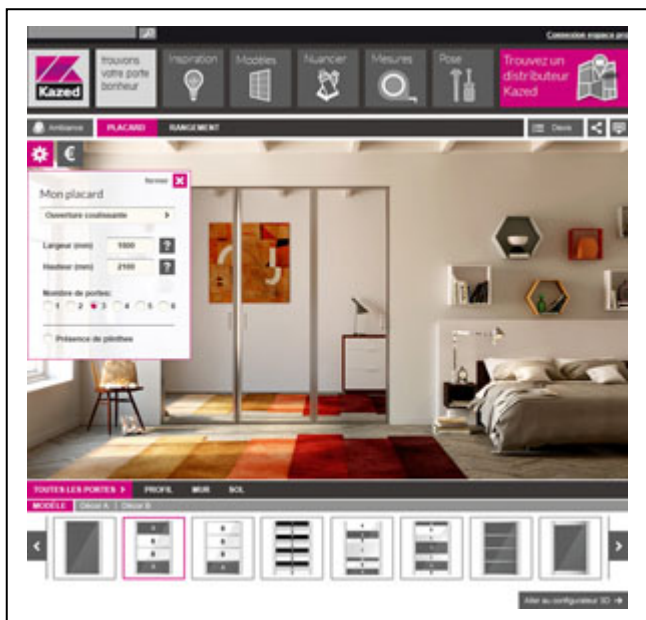 Connexion espace pro
Kazed
trouvons
votre porte
bonheur
Inspiration
Modèles
Nuancier
Mesures
Pose
Trouvez un
distributeur
Kazed
Ambiance
PLACARD
RANGEMENT
Devis
€
fermer
Mon placard
Ouverture coulissante
Largeur (mm) 1800 ?
Hauteur (mm) 2100 ?
Nombre de portes:
1 2 3 4 5 6
Présence de plinthes
TOUTES LES PORTES
PROFIL
MUR
SOL
MODÈLE
Décor A
Décor B
Aller au configurateur 3D